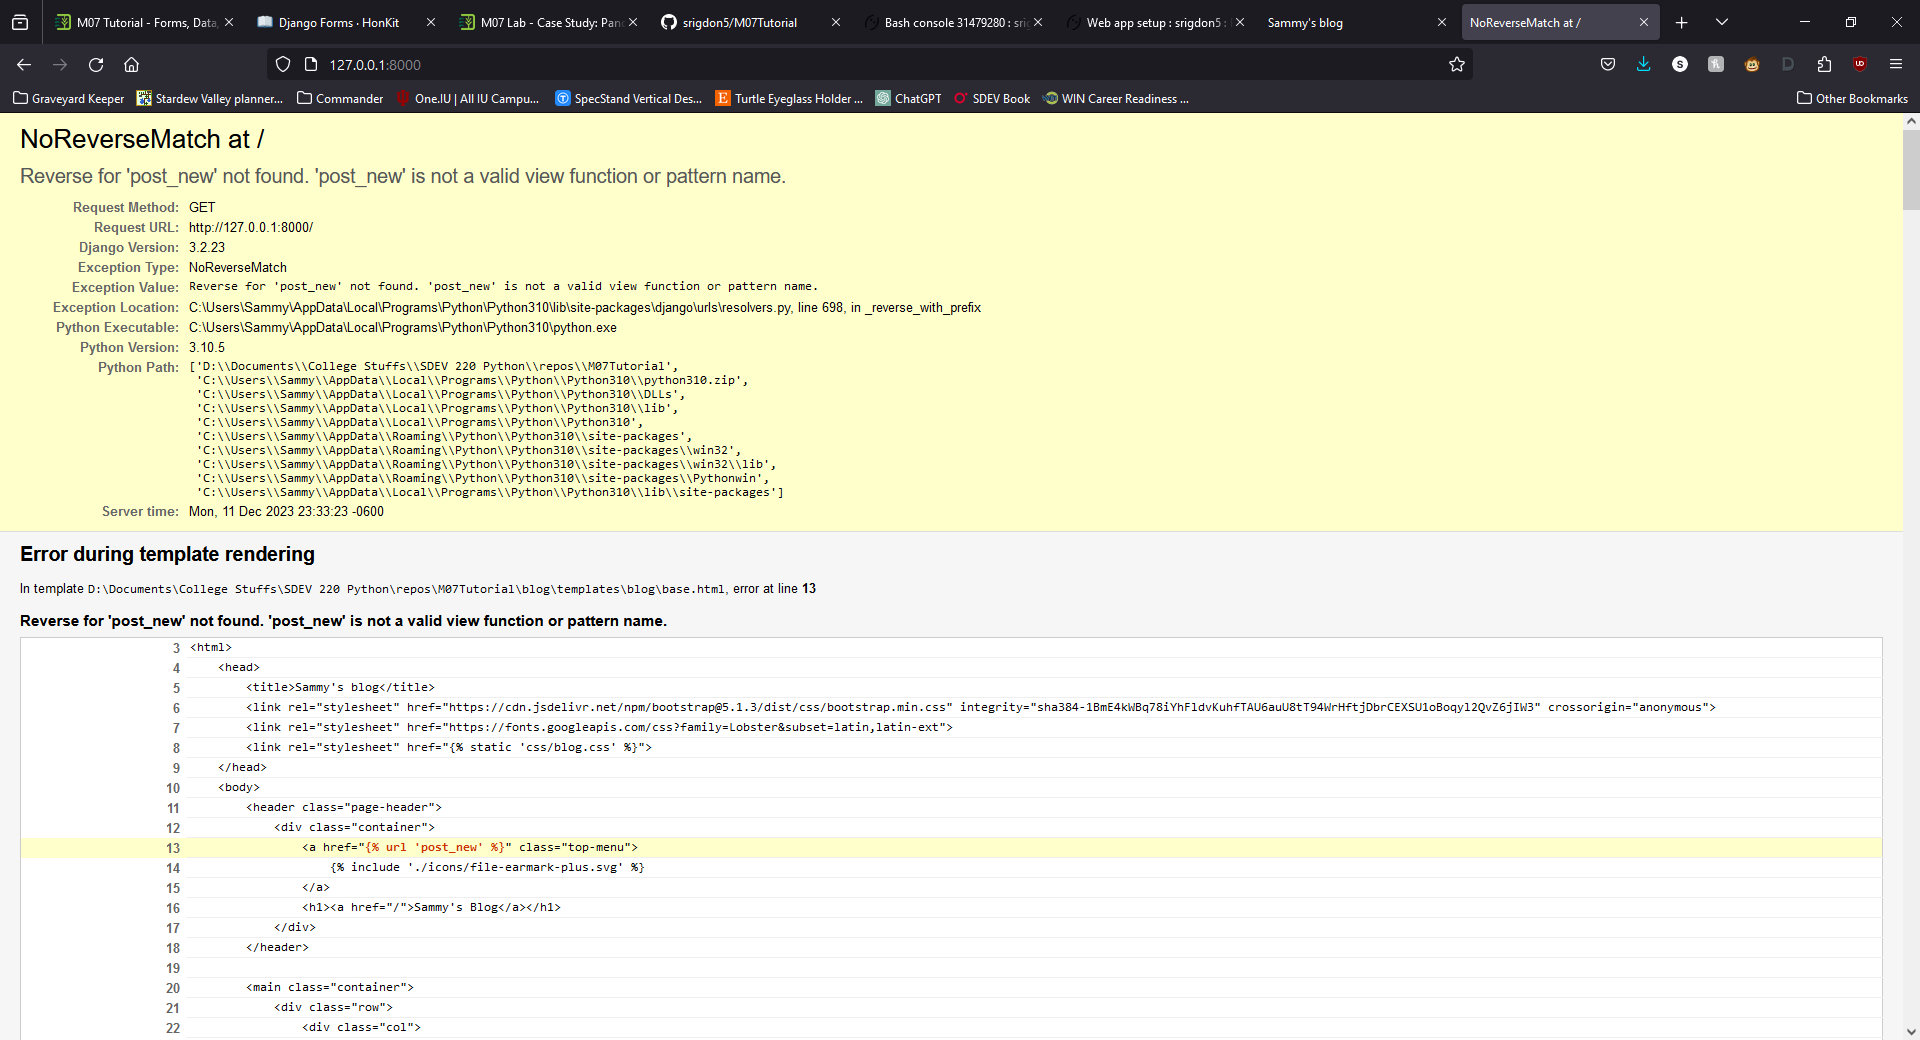 M07 Tutorial - Forms, Data,
Django Forms · HonKit
M07 Lab - Case Study: Pan
srigdon5/M07Tutorial
Bash console 31479280 : srig
Web app setup : srigdon5 :
Sammy's blog
NoReverseMatch at /
127.0.0.1:8000
Graveyard Keeper
Stardew Valley planner...
Commander
One.IU | All IU Campu...
SpecStand Vertical Des...
Turtle Eyeglass Holder ...
ChatGPT
SDEV Book
WIN Career Readiness ...
Other Bookmarks
NoReverseMatch at /
Reverse for 'post_new' not found. 'post_new' is not a valid view function or pattern name.
Request Method: GET
Request URL: http://127.0.0.1:8000/
Django Version: 3.2.23
Exception Type: NoReverseMatch
Exception Value: Reverse for 'post_new' not found. 'post_new' is not a valid view function or pattern name.
Exception Location: C:\Users\Sammy\AppData\Local\Programs\Python\Python310\lib\site-packages\django\urls\resolvers.py, line 698, in _reverse_with_prefix
Python Executable: C:\Users\Sammy\AppData\Local\Programs\Python\Python310\python.exe
Python Version: 3.10.5
Python Path: ['D:\\Documents\\College Stuffs\\SDEV 220 Python\\repos\\M07Tutorial',
'C:\\Users\\Sammy\\AppData\\Local\\Programs\\Python\\Python310\\python310.zip',
'C:\\Users\\Sammy\\AppData\\Local\\Programs\\Python\\Python310\\DLLs',
'C:\\Users\\Sammy\\AppData\\Local\\Programs\\Python\\Python310\\lib',
'C:\\Users\\Sammy\\AppData\\Local\\Programs\\Python\\Python310',
'C:\\Users\\Sammy\\AppData\\Roaming\\Python\\Python310\\site-packages',
'C:\\Users\\Sammy\\AppData\\Roaming\\Python\\Python310\\site-packages\\win32',
'C:\\Users\\Sammy\\AppData\\Roaming\\Python\\Python310\\site-packages\\win32\\lib',
'C:\\Users\\Sammy\\AppData\\Roaming\\Python\\Python310\\site-packages\\Pythonwin',
'C:\\Users\\Sammy\\AppData\\Local\\Programs\\Python\\Python310\\lib\\site-packages']
Server time: Mon, 11 Dec 2023 23:33:23 -0600
Error during template rendering
In template D:\Documents\College Stuffs\SDEV 220 Python\repos\M07Tutorial\blog\templates\blog\base.html, error at line 13
Reverse for 'post_new' not found. 'post_new' is not a valid view function or pattern name.
3 <html>
4 <head>
5 <title>Sammy's blog</title>
6 <link rel="stylesheet" href="https://cdn.jsdelivr.net/npm/bootstrap@5.1.3/dist/css/bootstrap.min.css" integrity="sha384-1BmE4kWBq78iYhFldvKuhfTAU6auU8tT94WrHftjDbrCEXSU1oBoqyl2QvZ6jIW3" crossorigin="anonymous">
7 <link rel="stylesheet" href="https://fonts.googleapis.com/css?family=Lobster&subset=latin,latin-ext">
8 <link rel="stylesheet" href="{% static 'css/blog.css' %}">
9 </head>
10 <body>
11 <header class="page-header">
12 <div class="container">
13 <a href="{% url 'post_new' %}" class="top-menu">
14 {% include './icons/file-earmark-plus.svg' %}
15 </a>
16 <h1><a href="/">Sammy's Blog</a></h1>
17 </div>
18 </header>
19
20 <main class="container">
21 <div class="row">
22 <div class="col">